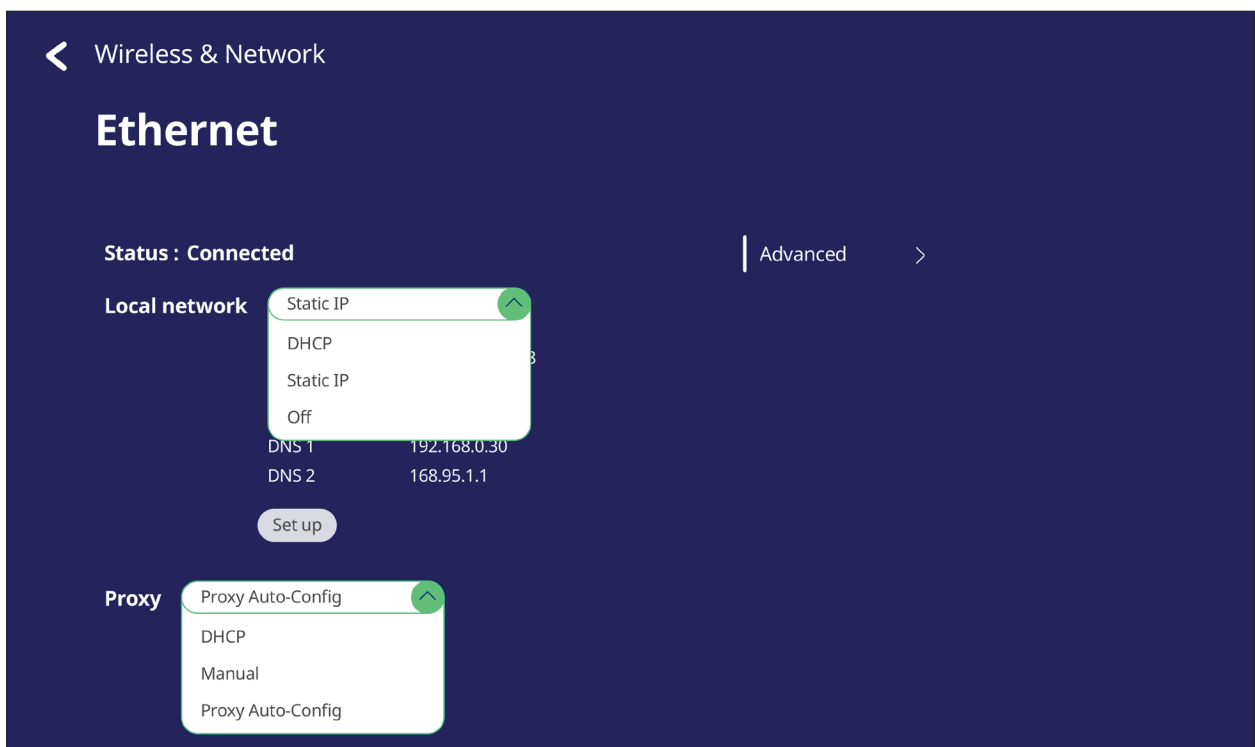 Wireless & Network
Ethernet
Status : Connected
Advanced
Local network
Static IP
DHCP
Static IP
Off
DNS 1 192.168.0.30
DNS 2 168.95.1.1
Set up
Proxy
Proxy Auto-Config
DHCP
Manual
Proxy Auto-Config